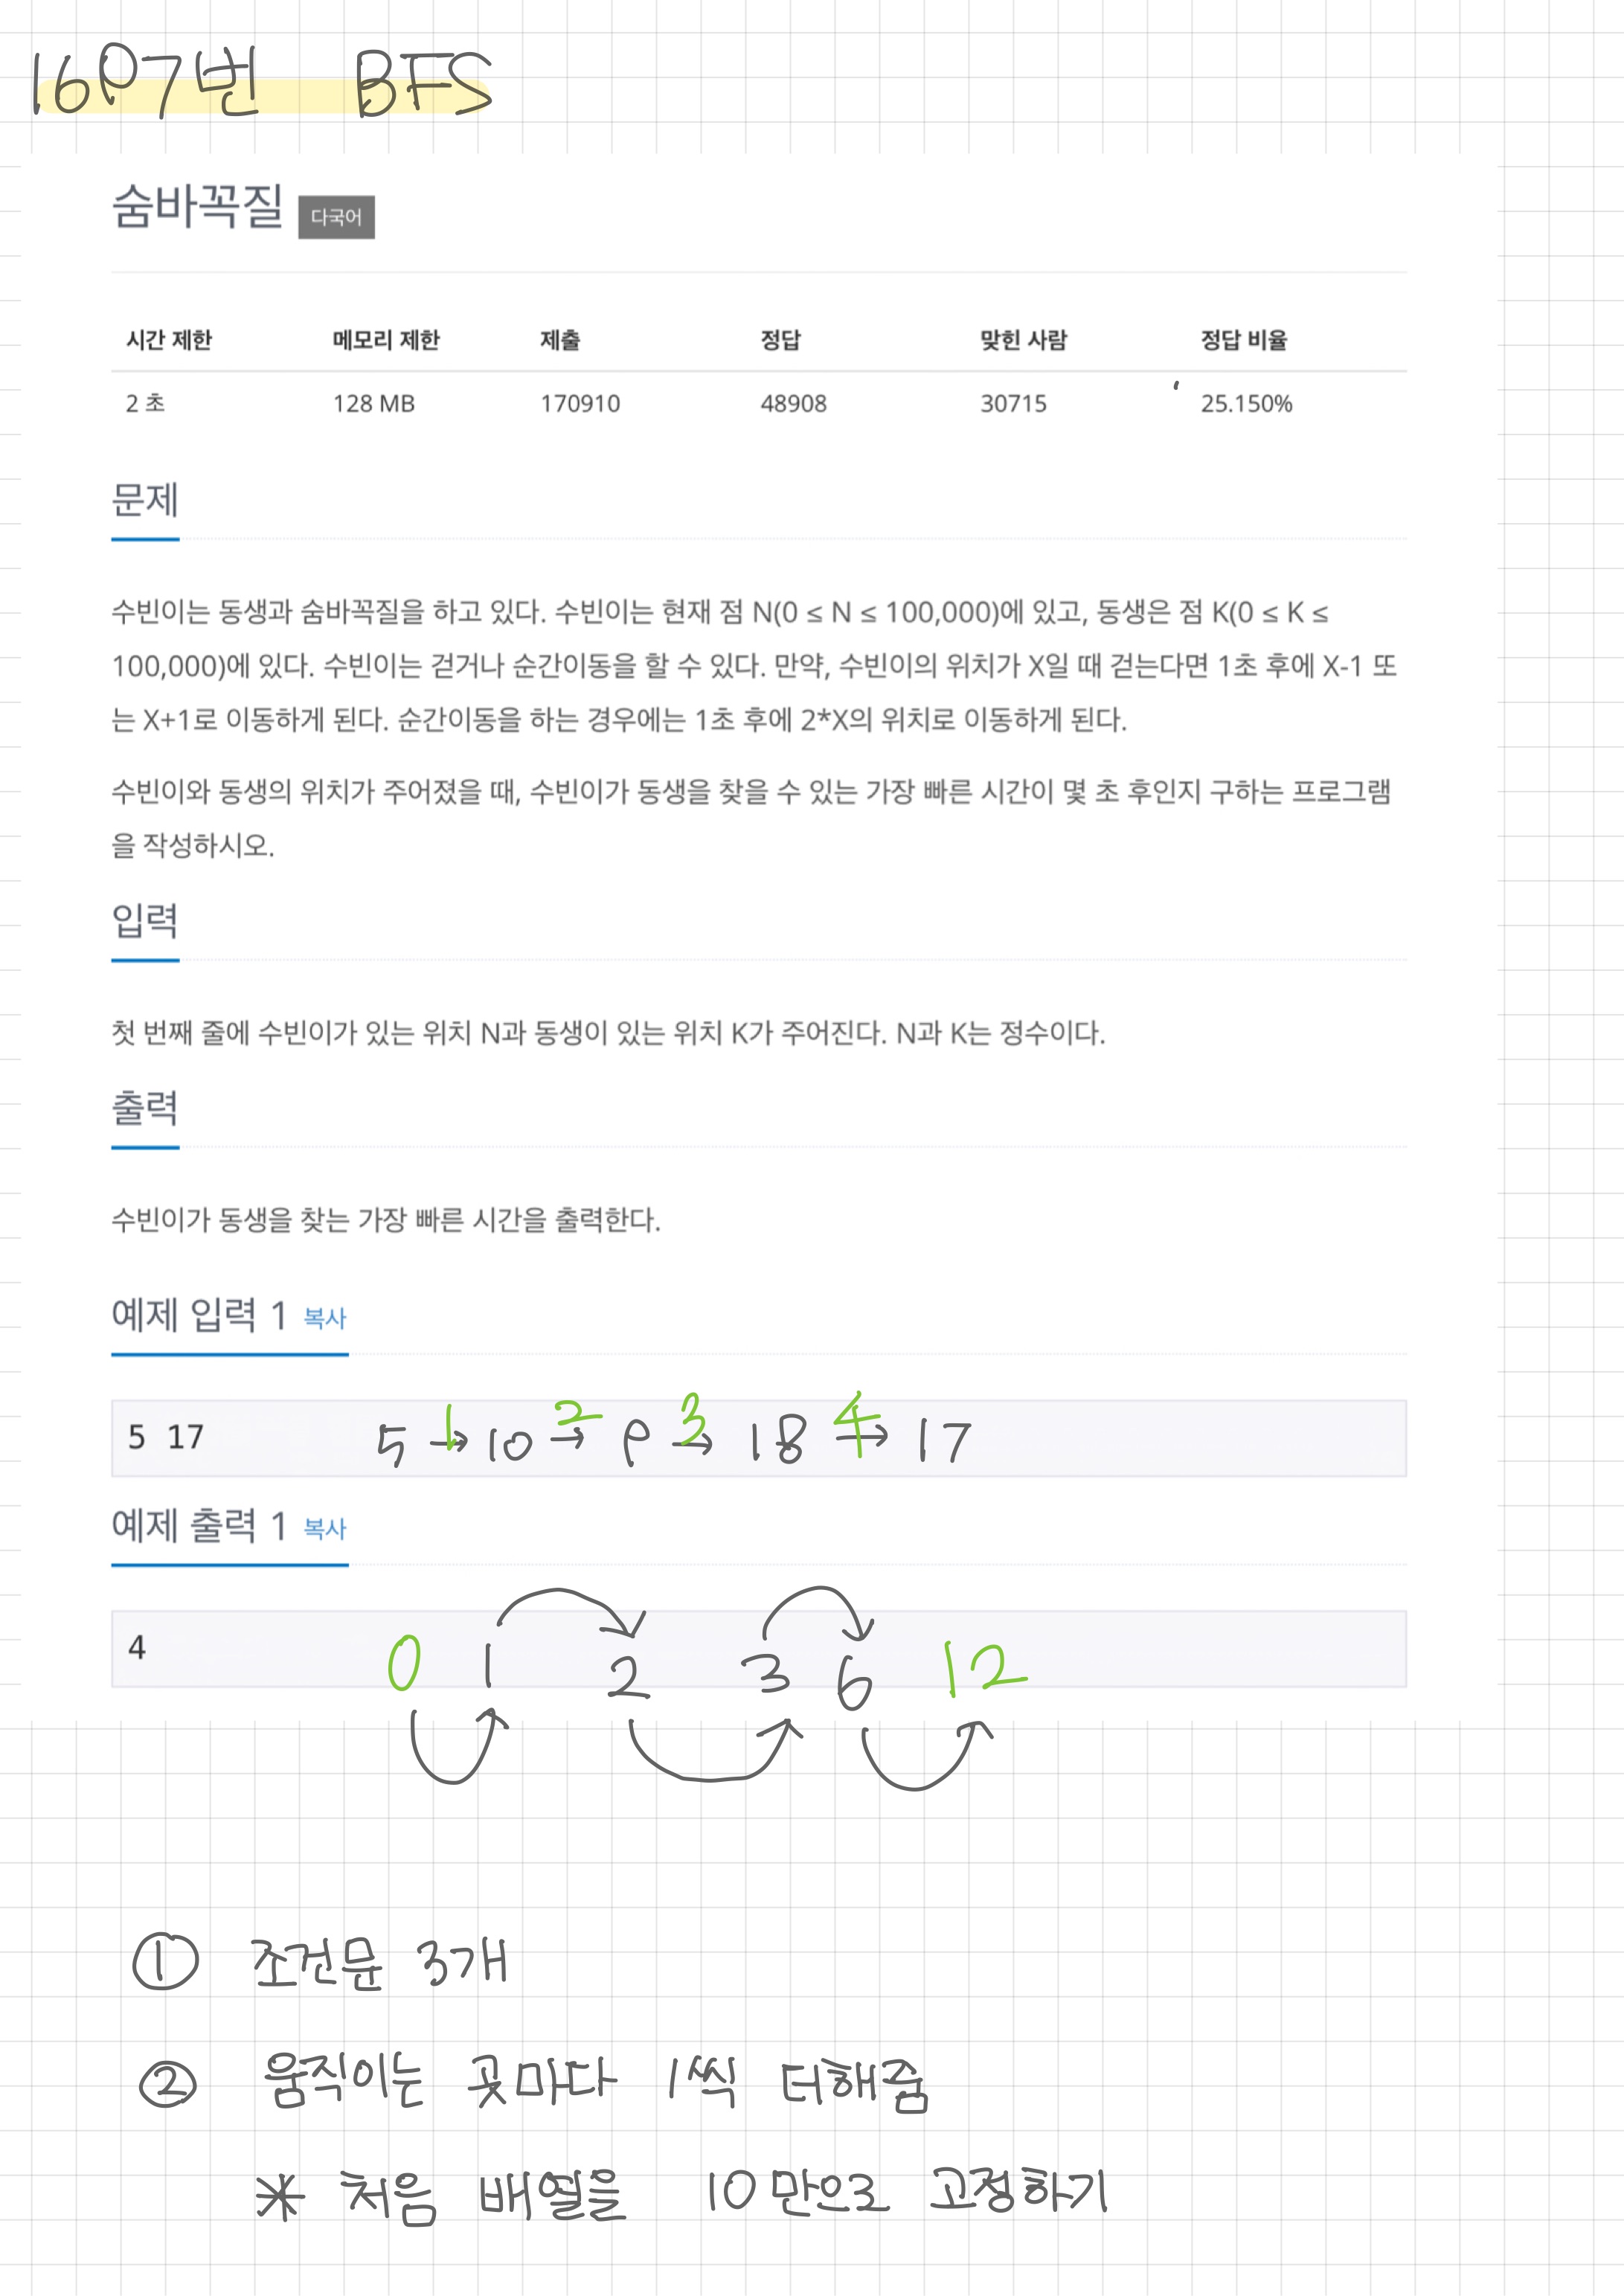 1697번 BFS
숨바꼭질 다국어
시간 제한 메모리 제한 제출 정답 맞힌 사람 정답 비율
2 초 128 MB 170910 48908 30715 25.150%
문제
수빈이는 동생과 숨바꼭질을 하고 있다. 수빈이는 현재 점 N(0 ≤ N ≤ 100,000)에 있고, 동생은 점 K(0 ≤ K ≤
100,000)에 있다. 수빈이는 걷거나 순간이동을 할 수 있다. 만약, 수빈이의 위치가 X일 때 걷는다면 1초 후에 X-1 또
는 X+1로 이동하게 된다. 순간이동을 하는 경우에는 1초 후에 2*X의 위치로 이동하게 된다.
수빈이와 동생의 위치가 주어졌을 때, 수빈이가 동생을 찾을 수 있는 가장 빠른 시간이 몇 초 후인지 구하는 프로그램
을 작성하시오.
입력
첫 번째 줄에 수빈이가 있는 위치 N과 동생이 있는 위치 K가 주어진다. N과 K는 정수이다.
출력
수빈이가 동생을 찾는 가장 빠른 시간을 출력한다.
예제 입력 1 복사
1 2 3 4
5 17 5 → 10 → 9 → 18 → 17
예제 출력 1 복사
4 0 1 2 3 6 12
① 조건문 3개
② 움직이는 곳마다 1씩 더해줌
* 처음 배열을 10만으로 고정하기